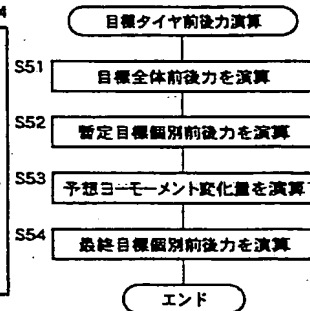 4
目標タイヤ前後力演算
S51
目標全体前後力を演算
S52
暫定目標個別前後力を演算
S53
予想ヨーモーメント変化量を演算
S54
最終目標個別前後力を演算
エンド